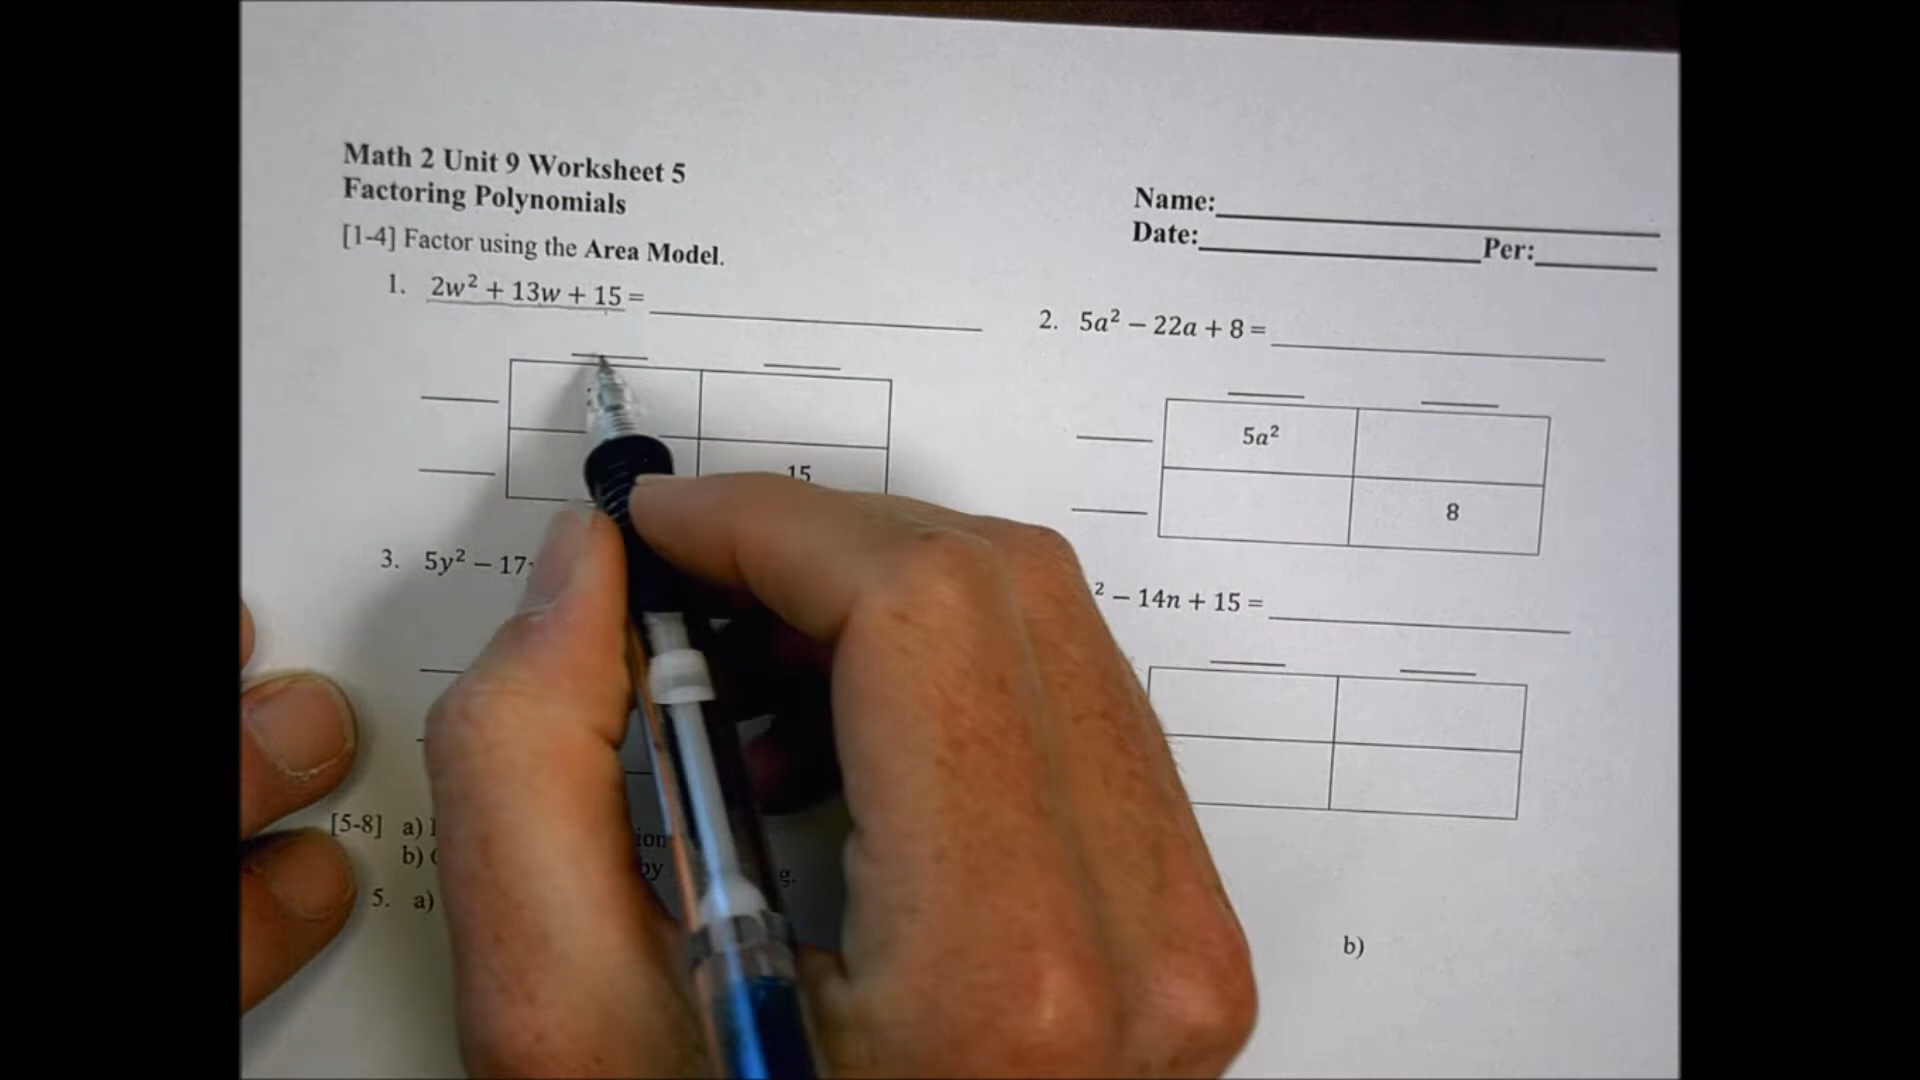 Math 2 Unit 9 Worksheet 5
Factoring Polynomials
Name:
Date: Per:
[1-4] Factor using the Area Model.
1. 2w² + 13w + 15 =
2. 5a² − 22a + 8 =
15
5a²
8
3. 5y² − 17
² − 14n + 15 =
[5-8] a)
b)
5. a)
b)